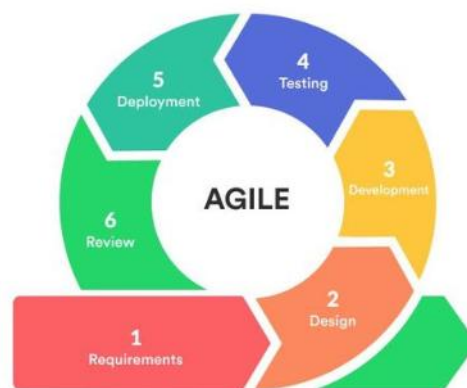 1
Requirements
2
Design
3
Development
4
Testing
5
Deployment
6
Review
AGILE